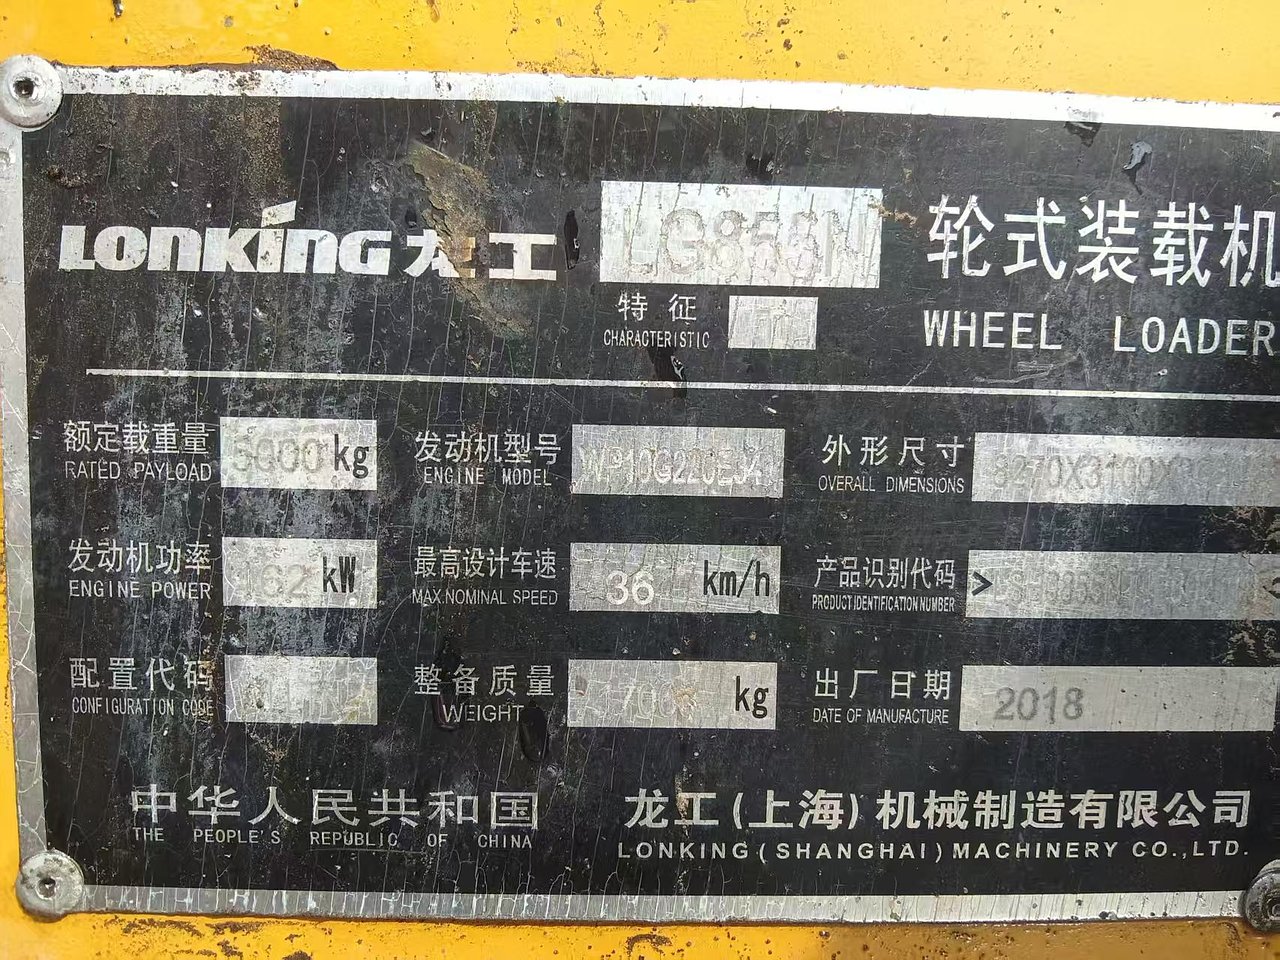 LONKING 龙工 LG856N 轮式装载机
特征
CHARACTERISTIC
WHEEL LOADER
额定载重量 5000 kg 发动机型号 WP10G220E34 外形尺寸
RATED PAYLOAD ENGINE MODEL OVERALL DIMENSIONS
发动机功率 162 kW 最高设计车速 36 km/h 产品识别代码 >
ENGINE POWER MAX.NOMINAL SPEED PRODUCT IDENTIFICATION NUMBER
配置代码 整备质量 kg 出厂日期 2018
CONFIGURATION CODE WEIGHT DATE OF MANUFACTURE
中华人民共和国 龙工(上海)机械制造有限公司
THE PEOPLE'S REPUBLIC OF CHINA LONKING (SHANGHAI) MACHINERY CO.,LTD.